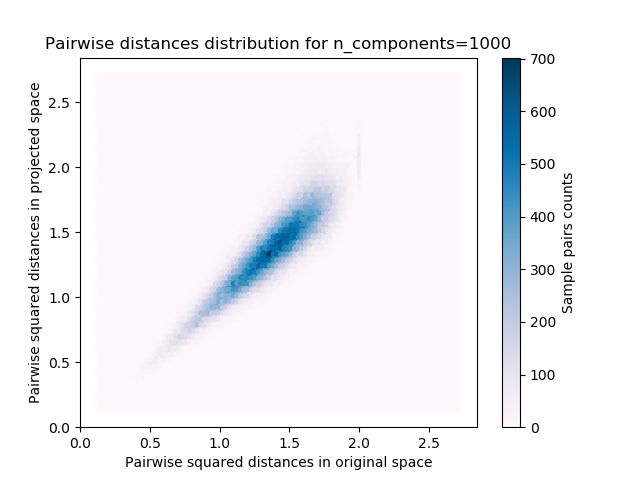 Pairwise distances distribution for n_components=1000
Pairwise squared distances in projected space
2.5
2.0
1.5
1.0
0.5
0.0
0.0 0.5 1.0 1.5 2.0 2.5
Pairwise squared distances in original space
700
600
500
400
300
200
100
0
Sample pairs counts